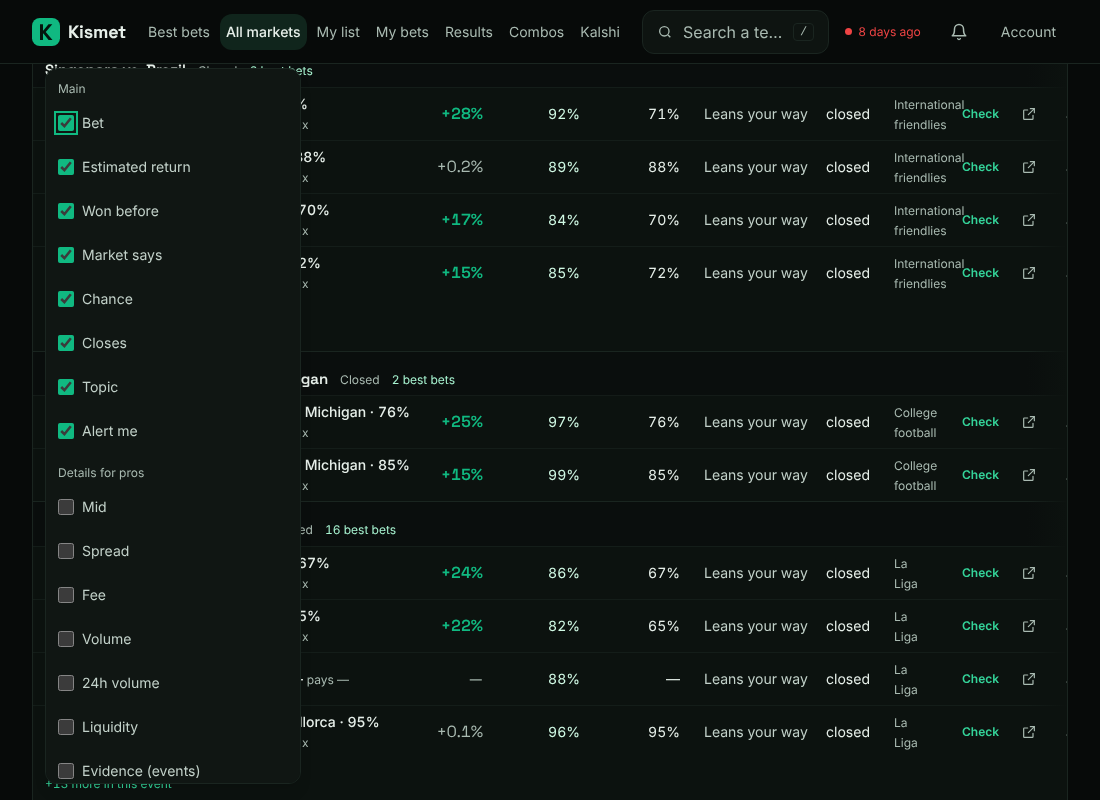 Kismet
Best bets
All markets
My list
My bets
Results
Combos
Kalshi
Search a te... /
8 days ago
Account
Main
Bet
Estimated return
Won before
Market says
Chance
Closes
Topic
Alert me
Details for pros
Mid
Spread
Fee
Volume
24h volume
Liquidity
Evidence (events)
+28% 92% 71% Leans your way closed International friendlies Check
38% x +0.2% 89% 88% Leans your way closed International friendlies Check
70% x +17% 84% 70% Leans your way closed International friendlies Check
2% x +15% 85% 72% Leans your way closed International friendlies Check
gan Closed 2 best bets
Michigan · 76% x +25% 97% 76% Leans your way closed College football Check
Michigan · 85% x +15% 99% 85% Leans your way closed College football Check
ed 16 best bets
67% x +24% 86% 67% Leans your way closed La Liga Check
5% x +22% 82% 65% Leans your way closed La Liga Check
pays — — 88% — Leans your way closed La Liga Check
llorca · 95% x +0.1% 96% 95% Leans your way closed La Liga Check